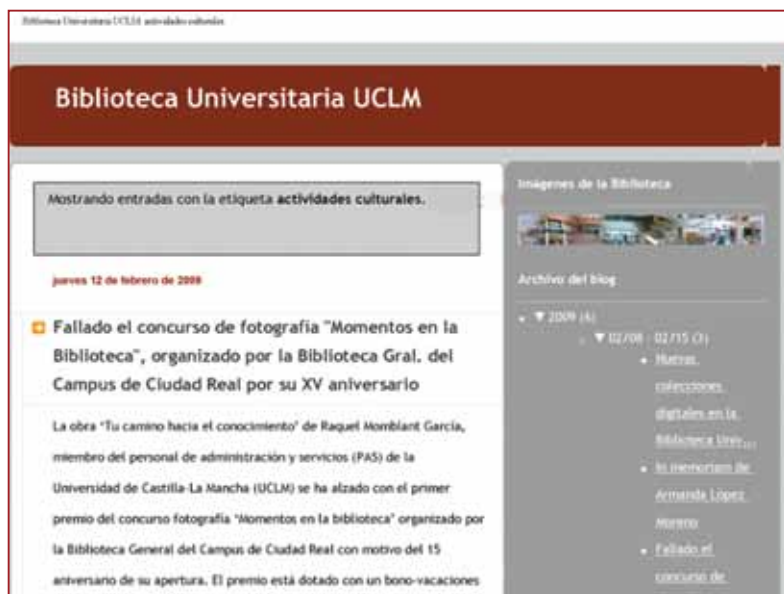 Biblioteca Universitaria UCLM: actividades culturales
Biblioteca Universitaria UCLM
Mostrando entradas con la etiqueta actividades culturales.
jueves 12 de febrero de 2009
Fallado el concurso de fotografía "Momentos en la
Biblioteca", organizado por la Biblioteca Gral. del
Campus de Ciudad Real por su XV aniversario
La obra "Tu camino hacia el conocimiento" de Raquel Momblant García,
miembro del personal de administración y servicios (PAS) de la
Universidad de Castilla-La Mancha (UCLM) se ha alzado con el primer
premio del concurso fotografía "Momentos en la biblioteca" organizado por
la Biblioteca General del Campus de Ciudad Real con motivo del 15
aniversario de su apertura. El premio está dotado con un bono-vacaciones
Imágenes de la Biblioteca
Archivo del blog
▼ 2009 (4)
▼ 02/08 - 02/15 (3)
Nuevas
colecciones
digitales en la
Biblioteca Univ...
In memoriam de
Armanda López
Moreno
Fallado el
concurso de